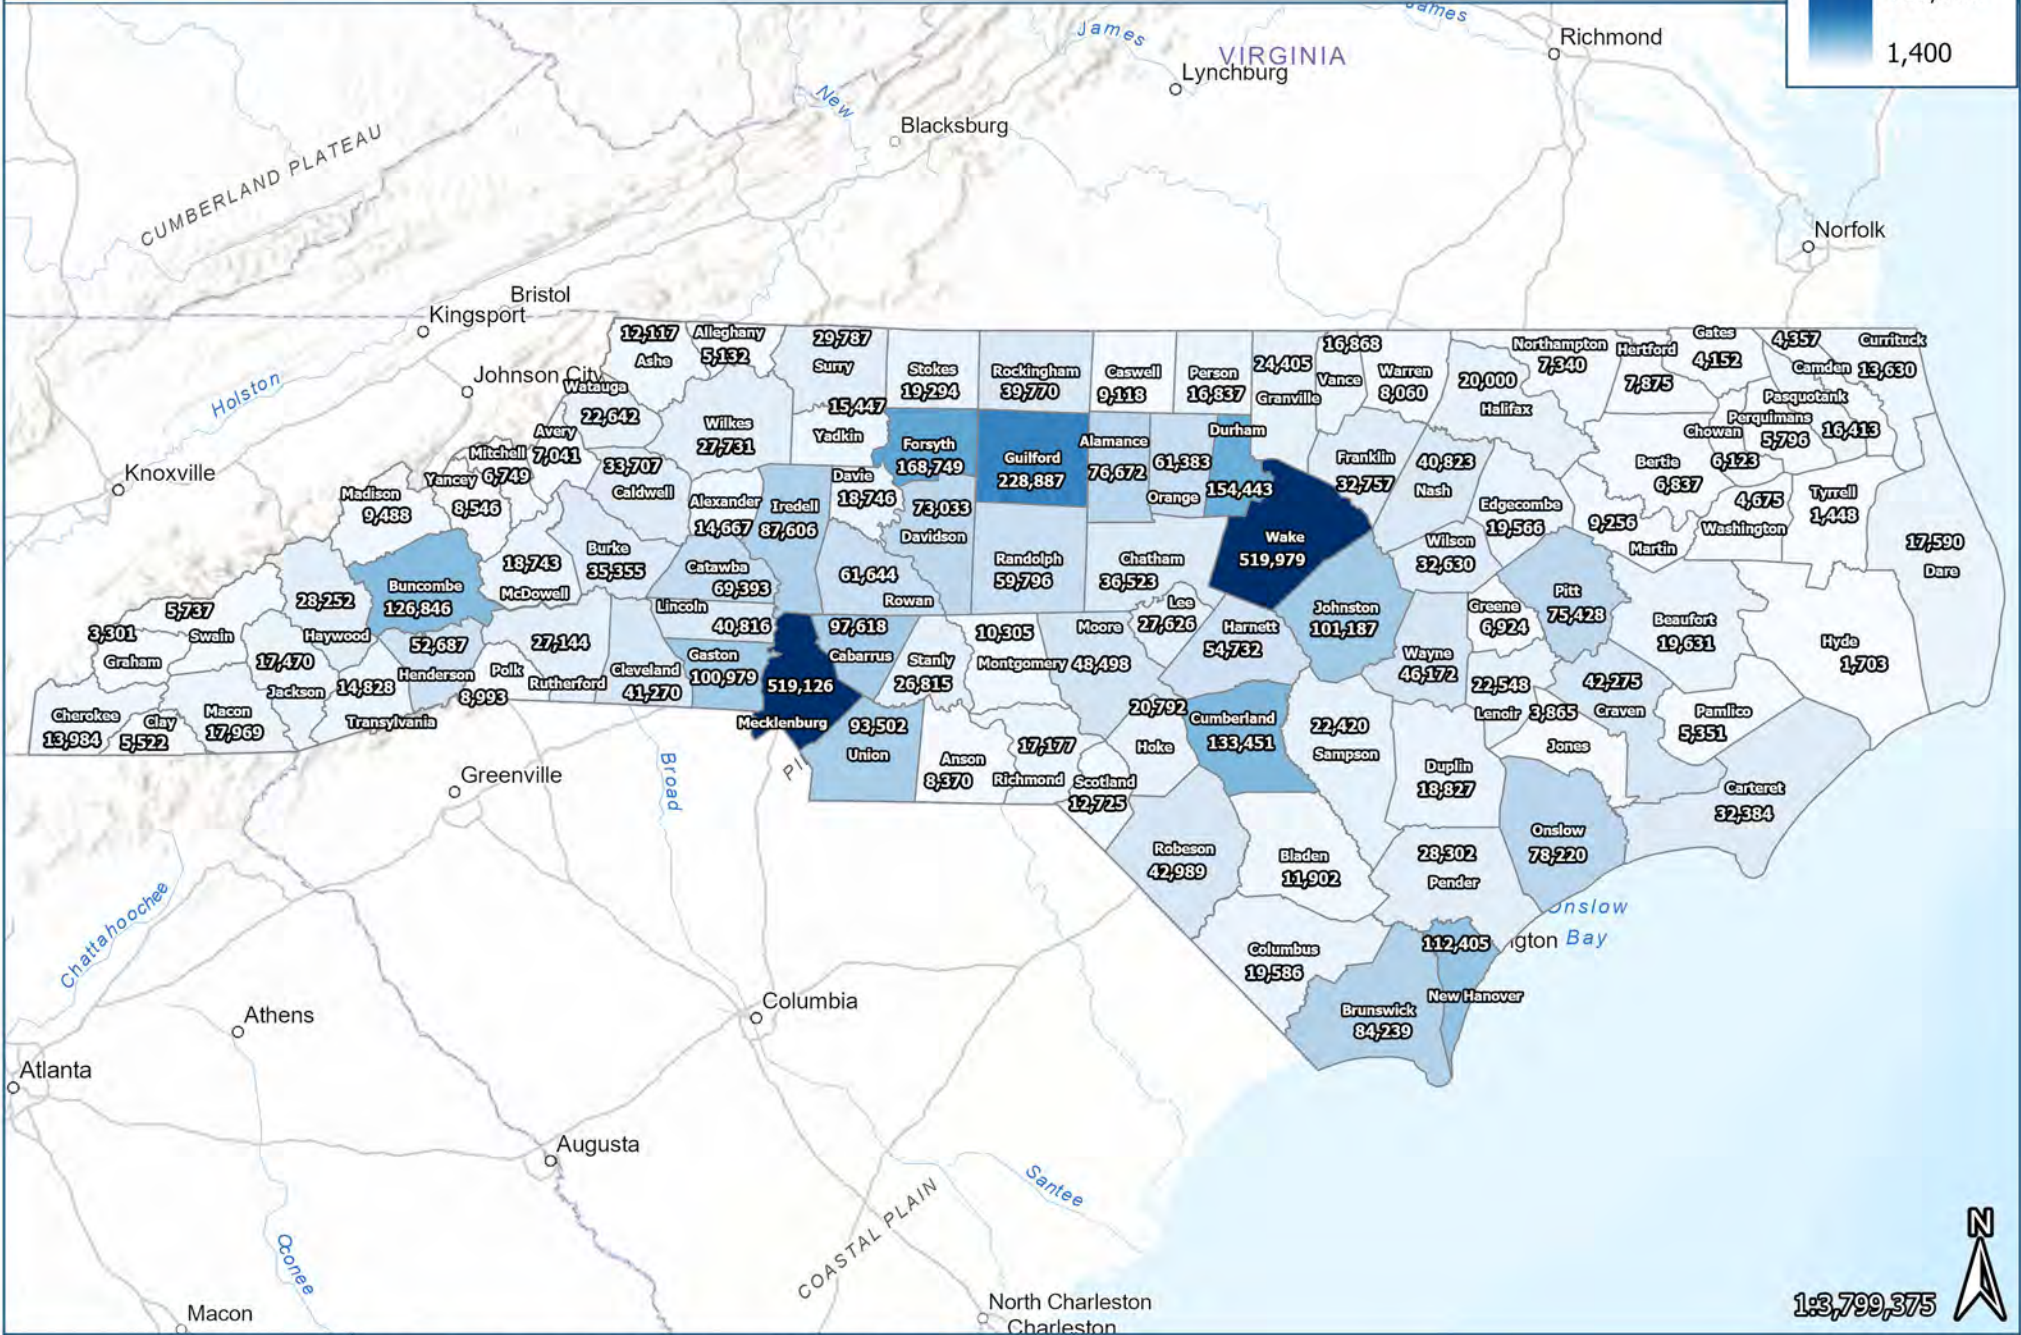 James
James
Richmond
VIRGINIA
1,400
Lynchburg
New
Blacksburg
CUMBERLAND PLATEAU
Norfolk
Bristol
Kingsport
Johnson City
Holston
Knoxville
12,117
Ashe
Alleghany
5,132
29,787
Surry
Stokes
19,294
Rockingham
39,770
Caswell
9,118
Person
16,837
24,405
Granville
16,868
Vance
Warren
8,060
20,000
Halifax
Northampton
7,340
Hertford
7,875
Gates
4,152
4,357
Camden
Currituck
13,630
Pasquotank
16,413
Perquimans
5,796
Chowan
6,123
Watauga
22,642
Wilkes
27,731
15,447
Yadkin
Forsyth
168,749
Guilford
228,887
Alamance
76,672
61,383
Orange
Durham
154,443
Franklin
32,757
40,823
Nash
Edgecombe
19,566
Bertie
6,837
9,256
Martin
4,675
Washington
Tyrrell
1,448
17,590
Dare
Avery
7,041
Mitchell
6,749
Yancey
8,546
Madison
9,488
33,707
Caldwell
Alexander
14,667
Iredell
87,606
Davie
18,746
73,033
Davidson
Randolph
59,796
Chatham
36,523
Wake
519,979
Wilson
32,630
Pitt
75,428
Beaufort
19,631
Hyde
1,703
Buncombe
126,846
18,743
McDowell
Burke
35,355
Catawba
69,393
61,644
Rowan
Lee
27,626
Harnett
54,732
Johnston
101,187
Greene
6,924
Wayne
46,172
5,737
Swain
3,301
Graham
28,252
Haywood
17,470
Jackson
52,687
Henderson
14,828
Transylvania
Polk
8,993
27,144
Rutherford
Cleveland
41,270
Lincoln
40,816
Gaston
100,979
519,126
Mecklenburg
97,618
Cabarrus
Stanly
26,815
10,305
Montgomery
Moore
48,498
Cherokee
13,984
Clay
5,522
Macon
17,969
93,502
Union
Anson
8,370
17,177
Richmond
Scotland
12,725
20,792
Hoke
Cumberland
133,451
22,420
Sampson
Duplin
18,827
22,548
Lenoir
3,865
Jones
42,275
Craven
Pamlico
5,351
Carteret
32,384
Onslow
78,220
Robeson
42,989
Bladen
11,902
28,302
Pender
Columbus
19,586
Brunswick
84,239
112,405
New Hanover
Onslow
Bay
ngton
Greenville
Broad
PI
Chattahoochee
Athens
Atlanta
Columbia
Augusta
Santee
COASTAL PLAIN
Oconee
Macon
North Charleston
Charleston
N
1:3,799,375